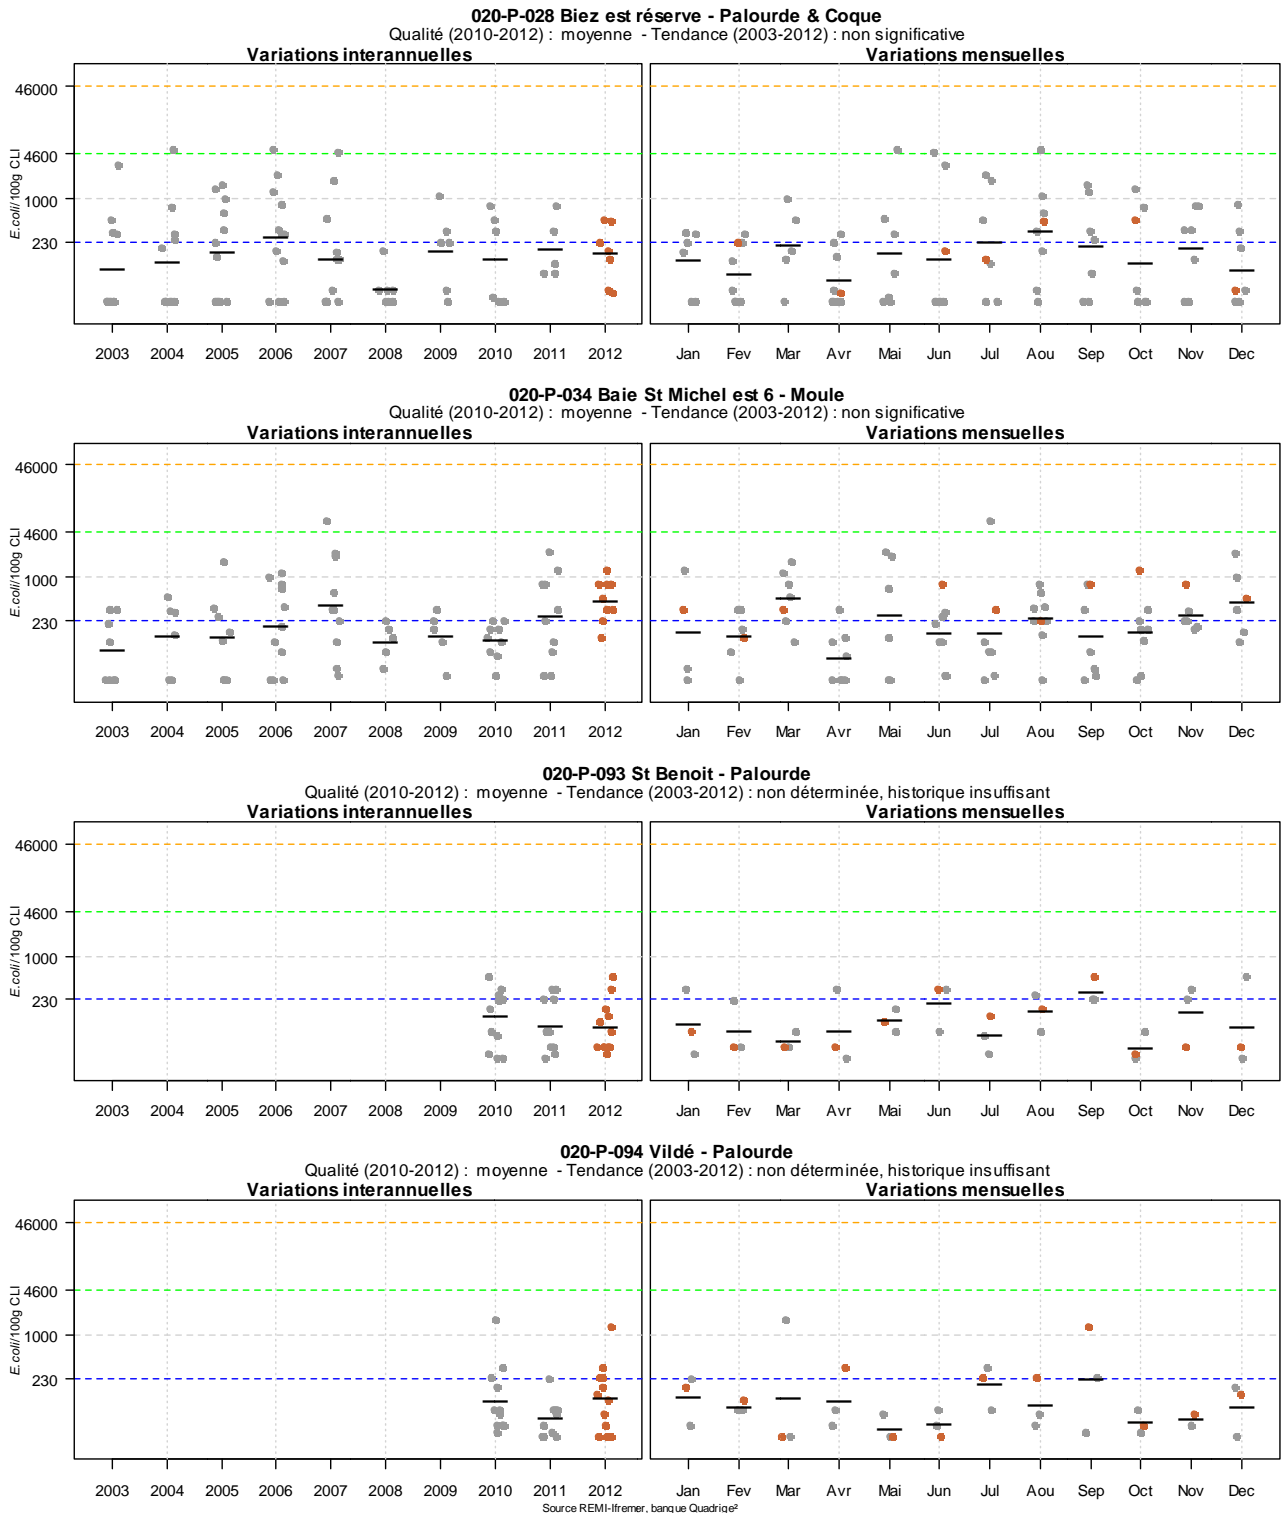 020-P-028 Biez est réserve - Palourde & Coque
Qualité (2010-2012) : moyenne - Tendance (2003-2012) : non significative
Variations interannuelles
Variations mensuelles
46000
4600
1000
230
E.coli/100g CLI
2003 2004 2005 2006 2007 2008 2009 2010 2011 2012
Jan Fev Mar Avr Mai Jun Jul Aou Sep Oct Nov Dec
020-P-034 Baie St Michel est 6 - Moule
Qualité (2010-2012) : moyenne - Tendance (2003-2012) : non significative
Variations interannuelles
Variations mensuelles
46000
4600
1000
230
E.coli/100g CLI
2003 2004 2005 2006 2007 2008 2009 2010 2011 2012
Jan Fev Mar Avr Mai Jun Jul Aou Sep Oct Nov Dec
020-P-093 St Benoit - Palourde
Qualité (2010-2012) : moyenne - Tendance (2003-2012) : non déterminée, historique insuffisant
Variations interannuelles
Variations mensuelles
46000
4600
1000
230
E.coli/100g CLI
2003 2004 2005 2006 2007 2008 2009 2010 2011 2012
Jan Fev Mar Avr Mai Jun Jul Aou Sep Oct Nov Dec
020-P-094 Vildé - Palourde
Qualité (2010-2012) : moyenne - Tendance (2003-2012) : non déterminée, historique insuffisant
Variations interannuelles
Variations mensuelles
46000
4600
1000
230
E.coli/100g CLI
2003 2004 2005 2006 2007 2008 2009 2010 2011 2012
Jan Fev Mar Avr Mai Jun Jul Aou Sep Oct Nov Dec
Source REMI-Ifremer, banque Quadrige²